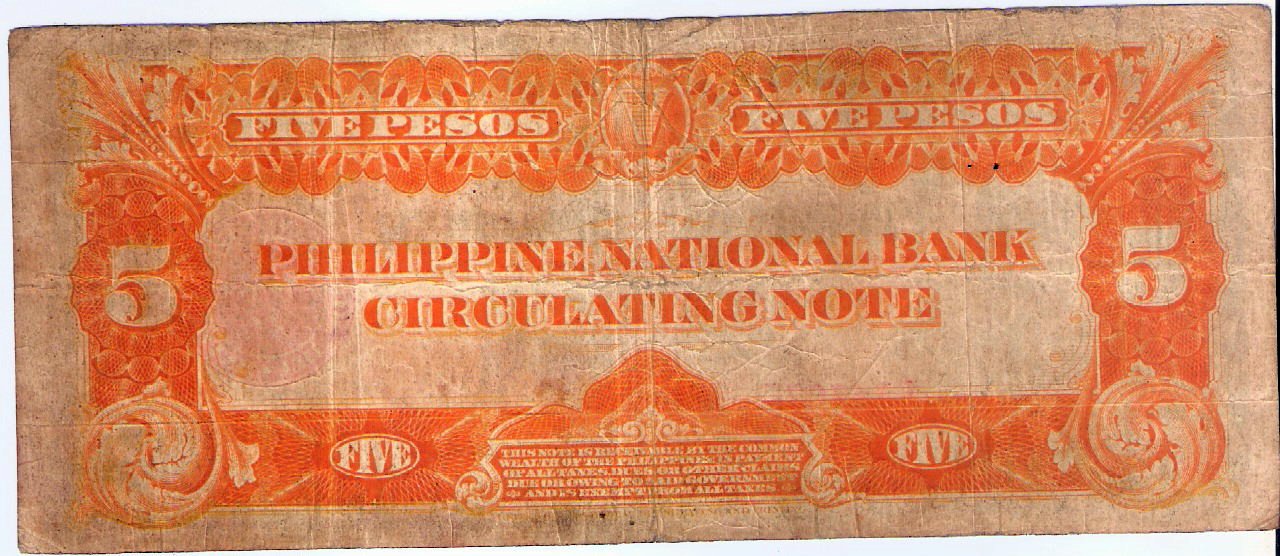 FIVE PESOS
FIVE PESOS
5
5
PHILIPPINE NATIONAL BANK
CIRCULATING NOTE
FIVE
FIVE
THIS NOTE IS RECEIVABLE BY THE COMMON
WEALTH OF THE PHILIPPINES IN PAYMENT
OF ALL TAXES, DUES OR OTHER CLAIMS
DUE OR OWING TO SAID GOVERNMENT
AND IS EXEMPT FROM ALL TAXES